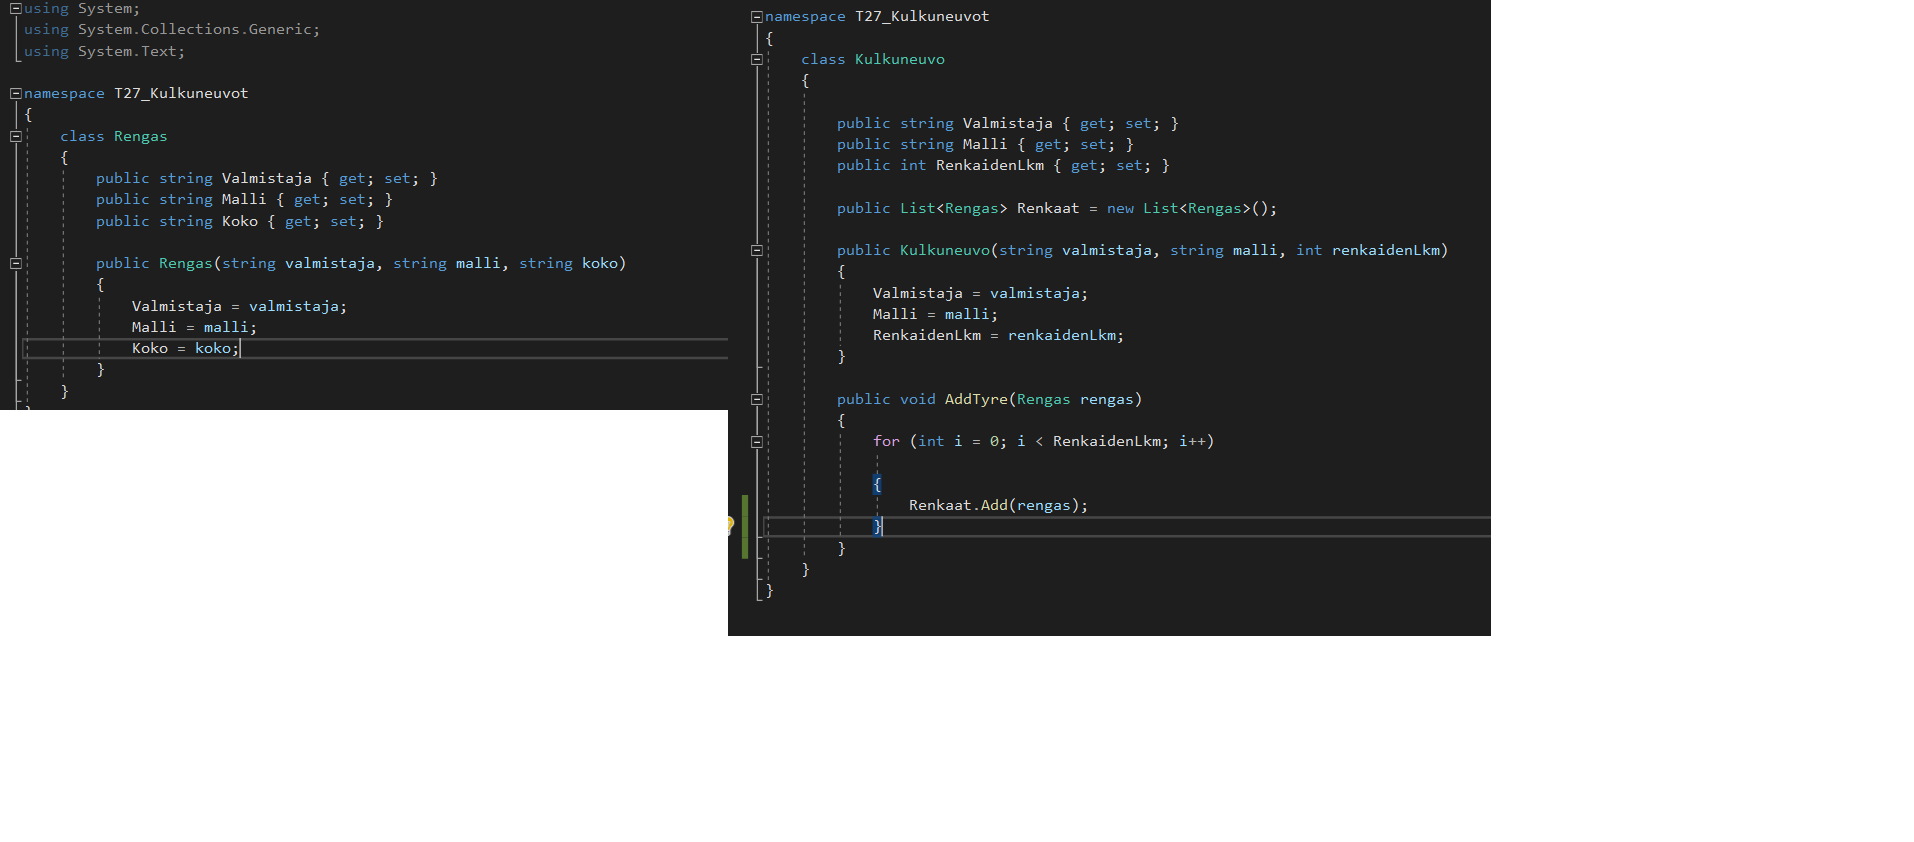 using System;
using System.Collections.Generic;
using System.Text;
namespace T27_Kulkuneuvot
{
class Rengas
{
public string Valmistaja { get; set; }
public string Malli { get; set; }
public string Koko { get; set; }
public Rengas(string valmistaja, string malli, string koko)
{
Valmistaja = valmistaja;
Malli = malli;
Koko = koko;
}
}
namespace T27_Kulkuneuvot
{
class Kulkuneuvo
{
public string Valmistaja { get; set; }
public string Malli { get; set; }
public int RenkaidenLkm { get; set; }
public List<Rengas> Renkaat = new List<Rengas>();
public Kulkuneuvo(string valmistaja, string malli, int renkaidenLkm)
{
Valmistaja = valmistaja;
Malli = malli;
RenkaidenLkm = renkaidenLkm;
}
public void AddTyre(Rengas rengas)
{
for (int i = 0; i < RenkaidenLkm; i++)
{
Renkaat.Add(rengas);
}
}
}
}